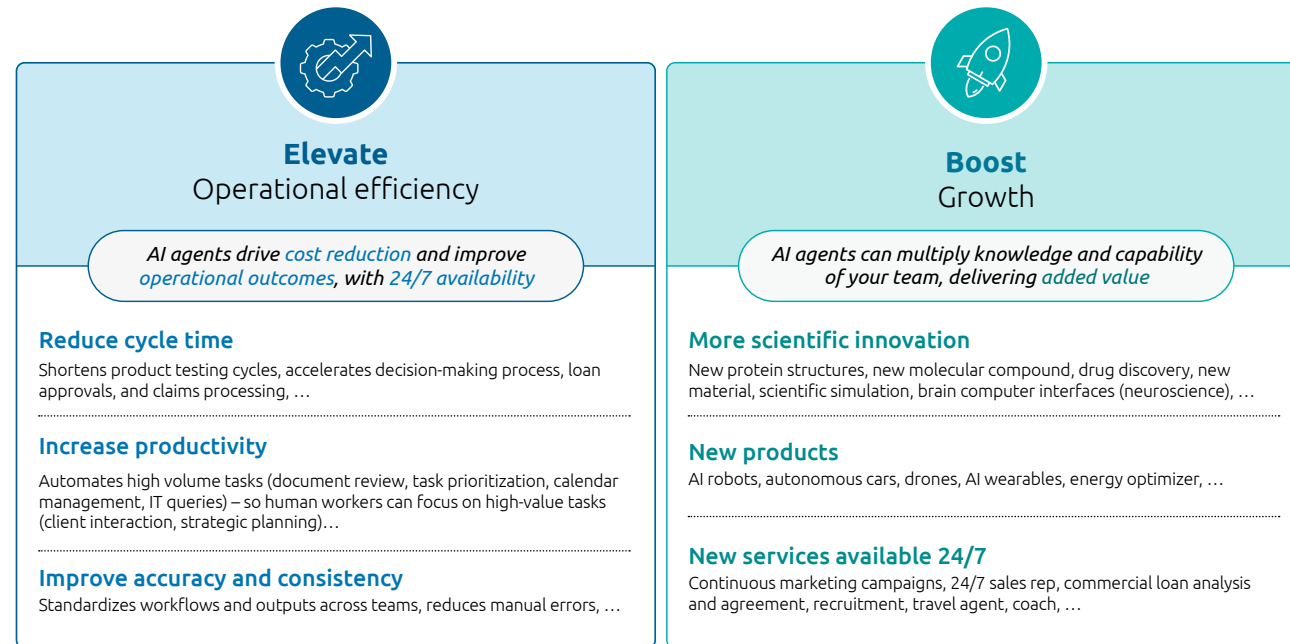 Elevate
Operational efficiency
AI agents drive cost reduction and improve
operational outcomes, with 24/7 availability
Reduce cycle time
Shortens product testing cycles, accelerates decision-making process, loan
approvals, and claims processing, …
Increase productivity
Automates high volume tasks (document review, task prioritization, calendar
management, IT queries) – so human workers can focus on high-value tasks
(client interaction, strategic planning)…
Improve accuracy and consistency
Standardizes workflows and outputs across teams, reduces manual errors, …
Boost
Growth
AI agents can multiply knowledge and capability
of your team, delivering added value
More scientific innovation
New protein structures, new molecular compound, drug discovery, new
material, scientific simulation, brain computer interfaces (neuroscience), …
New products
AI robots, autonomous cars, drones, AI wearables, energy optimizer, …
New services available 24/7
Continuous marketing campaigns, 24/7 sales rep, commercial loan analysis
and agreement, recruitment, travel agent, coach, …